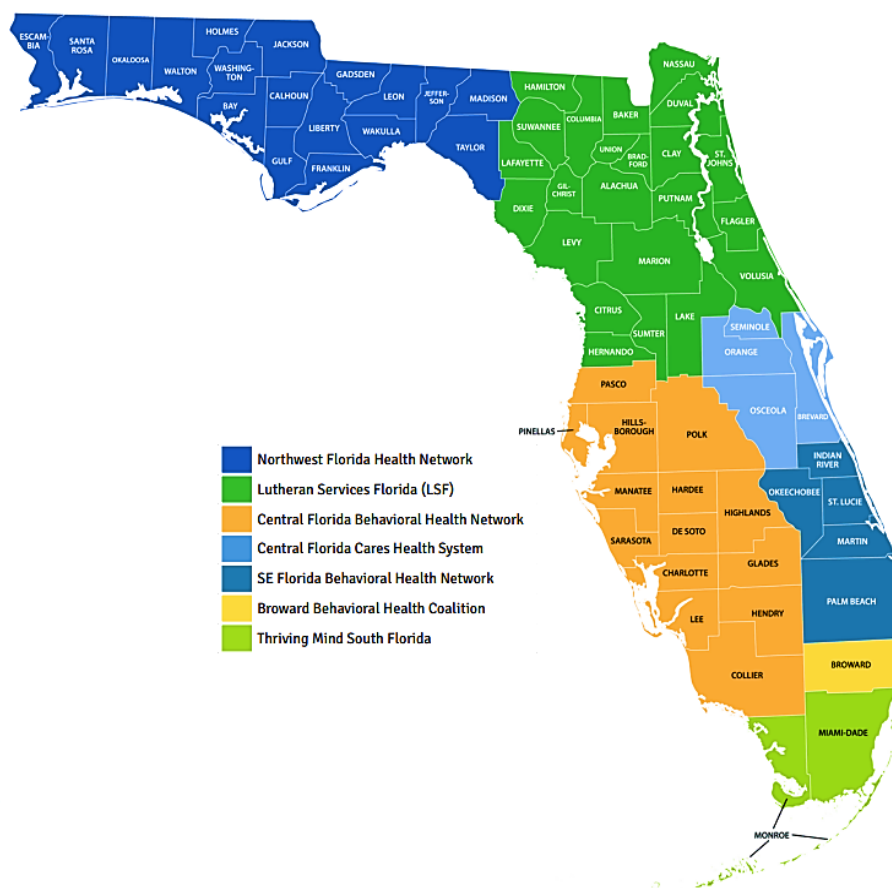 ESCAM-
BIA
SANTA
ROSA
OKALOOSA
WALTON
HOLMES
WASHING-
TON
BAY
JACKSON
CALHOUN
GULF
LIBERTY
FRANKLIN
GADSDEN
LEON
WAKULLA
JEFFER-
SON
MADISON
TAYLOR
HAMILTON
SUWANNEE
LAFAYETTE
DIXIE
COLUMBIA
GIL-
CHRIST
LEVY
BAKER
UNION
BRAD-
FORD
ALACHUA
NASSAU
DUVAL
CLAY
ST.
JOHNS
PUTNAM
FLAGLER
MARION
VOLUSIA
CITRUS
SUMTER
LAKE
HERNANDO
SEMINOLE
ORANGE
OSCEOLA
BREVARD
PASCO
PINELLAS
HILLS-
BOROUGH
POLK
MANATEE
HARDEE
HIGHLANDS
SARASOTA
DE SOTO
CHARLOTTE
GLADES
LEE
HENDRY
COLLIER
INDIAN
RIVER
OKEECHOBEE
ST. LUCIE
MARTIN
PALM BEACH
BROWARD
MIAMI-DADE
MONROE
Northwest Florida Health Network
Lutheran Services Florida (LSF)
Central Florida Behavioral Health Network
Central Florida Cares Health System
SE Florida Behavioral Health Network
Broward Behavioral Health Coalition
Thriving Mind South Florida